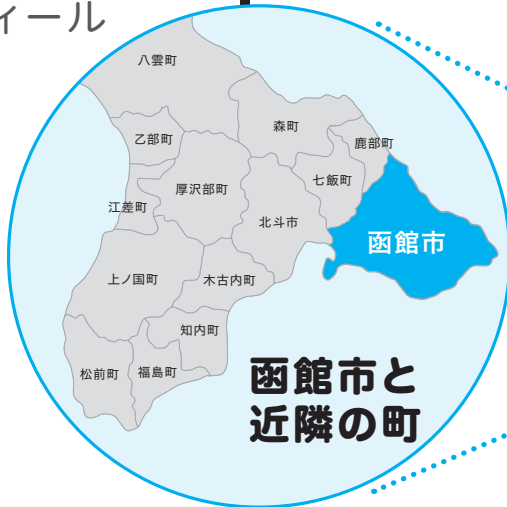 ィール
八雲町
森町
乙部町
鹿部町
七飯町
厚沢部町
江差町
北斗市
函館市
上ノ国町
木古内町
知内町
松前町
福島町
函館市と
近隣の町